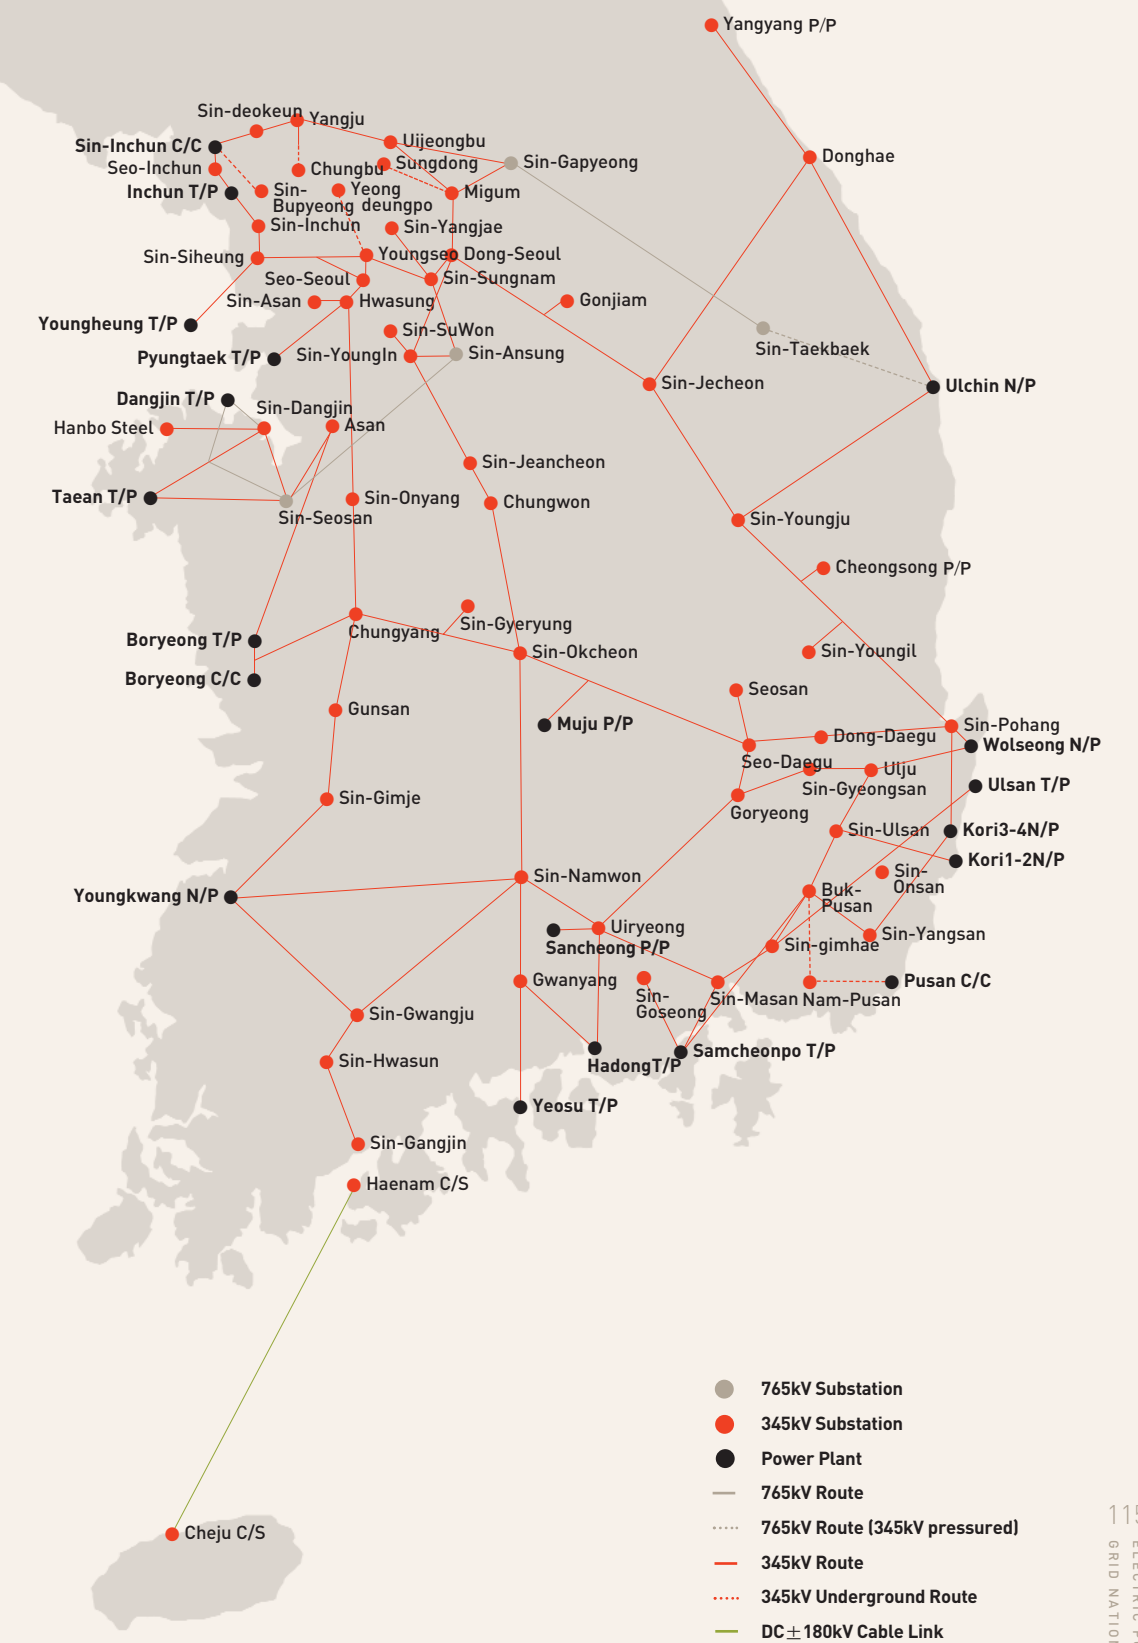 Yangyang P/P
Sin-deokeun
Yangju
Uijeongbu
Sin-Inchun C/C
Donghae
Seo-Inchun
Chungbu
Sungdong
Sin-Gapyeong
Inchun T/P
Sin-
Bupyeong
Yeong
deungpo
Migum
Sin-Inchun
Sin-Yangjae
Sin-Siheung
Youngseo
Dong-Seoul
Seo-Seoul
Sin-Sungnam
Sin-Asan
Hwasung
Gonjiam
Youngheung T/P
Sin-SuWon
Sin-Taekbaek
Pyungtaek T/P
Sin-YoungIn
Sin-Ansung
Sin-Jecheon
Ulchin N/P
Dangjin T/P
Sin-Dangjin
Hanbo Steel
Asan
Sin-Jeancheon
Taean T/P
Sin-Onyang
Chungwon
Sin-Seosan
Sin-Youngju
Cheongsong P/P
Sin-Gyeryung
Chungyang
Boryeong T/P
Sin-Okcheon
Sin-Youngil
Boryeong C/C
Seosan
Gunsan
Muju P/P
Sin-Pohang
Dong-Daegu
Wolseong N/P
Seo-Daegu
Ulju
Sin-Gyeongsan
Ulsan T/P
Sin-Gimje
Goryeong
Sin-Ulsan
Kori3-4N/P
Kori1-2N/P
Sin-Namwon
Sin-
Onsan
Youngkwang N/P
Buk-
Pusan
Uiryeong
Sin-Yangsan
Sancheong P/P
Sin-gimhae
Gwanyang
Sin-
Goseong
Sin-Masan
Nam-Pusan
Pusan C/C
Sin-Gwangju
Sin-Hwasun
HadongT/P
Samcheonpo T/P
Yeosu T/P
Sin-Gangjin
Haenam C/S
Cheju C/S
765kV Substation
345kV Substation
Power Plant
765kV Route
765kV Route (345kV pressured)
345kV Route
345kV Underground Route
DC±180kV Cable Link